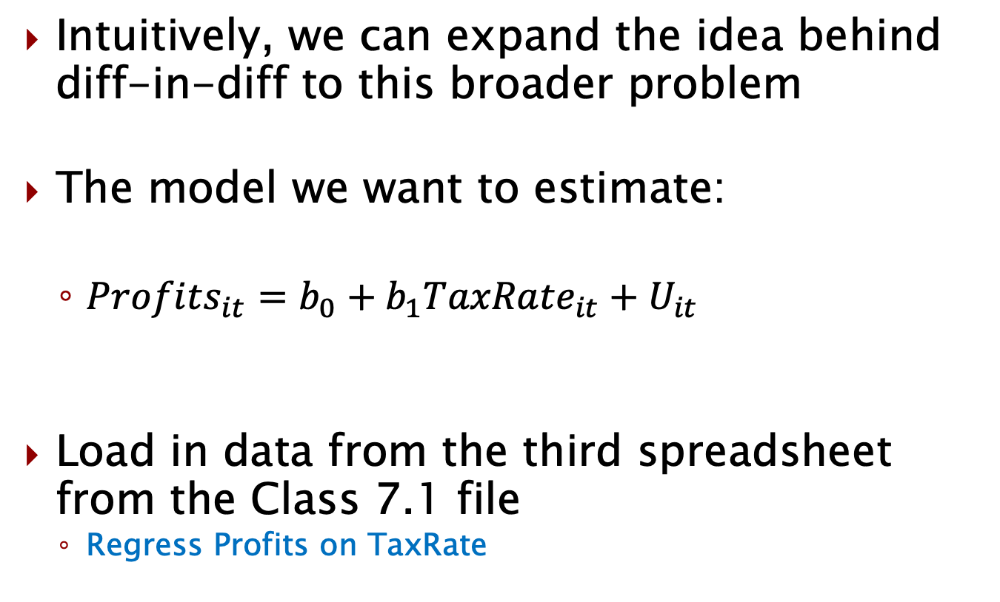 Intuitively, we can expand the idea behind
diff-in-diff to this broader problem
The model we want to estimate:
Profits_{it} = b_0 + b_1TaxRate_{it} + U_{it}
Load in data from the third spreadsheet
from the Class 7.1 file
Regress Profits on TaxRate